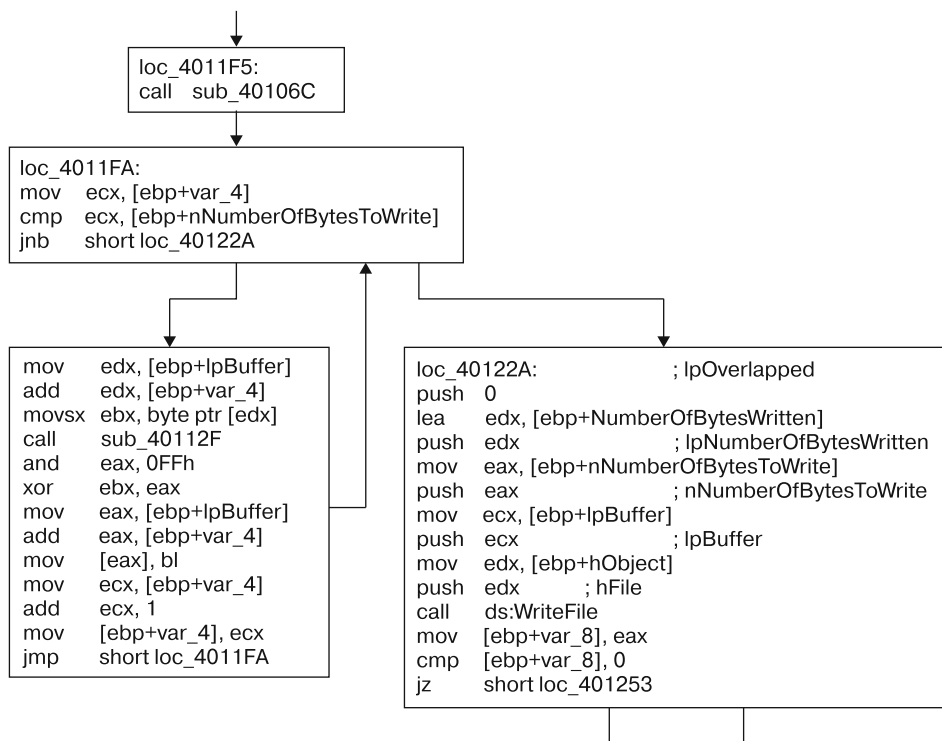 loc_4011F5:
call sub_40106C
loc_4011FA:
mov ecx, [ebp+var_4]
cmp ecx, [ebp+nNumberOfBytesToWrite]
jnb short loc_40122A
mov edx, [ebp+lpBuffer]
add edx, [ebp+var_4]
movsx ebx, byte ptr [edx]
call sub_40112F
and eax, 0FFh
xor ebx, eax
mov eax, [ebp+lpBuffer]
add eax, [ebp+var_4]
mov [eax], bl
mov ecx, [ebp+var_4]
add ecx, 1
mov [ebp+var_4], ecx
jmp short loc_4011FA
loc_40122A: ; lpOverlapped
push 0
lea edx, [ebp+NumberOfBytesWritten]
push edx ; lpNumberOfBytesWritten
mov eax, [ebp+nNumberOfBytesToWrite]
push eax ; nNumberOfBytesToWrite
mov ecx, [ebp+lpBuffer]
push ecx ; lpBuffer
mov edx, [ebp+hObject]
push edx ; hFile
call ds:WriteFile
mov [ebp+var_8], eax
cmp [ebp+var_8], 0
jz short loc_401253